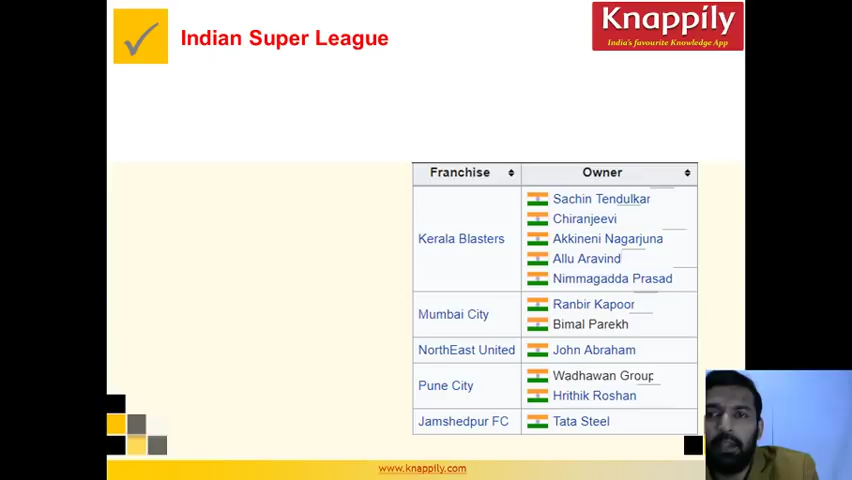 Indian Super League
Knappily
India's favourite Knowledge App
Franchise Owner
Kerala Blasters
Sachin Tendulkar
Chiranjeevi
Akkineni Nagarjuna
Allu Aravind
Nimmagadda Prasad
Mumbai City
Ranbir Kapoor
Bimal Parekh
NorthEast United
John Abraham
Pune City
Wadhawan Group
Hrithik Roshan
Jamshedpur FC
Tata Steel
www.knappily.com